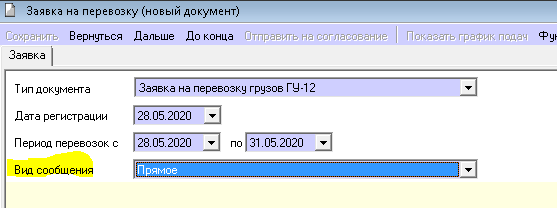 Заявка на перевозку (новый документ)
Сохранить Вернуться Дальше До конца Отправить на согласование Показать график подач Фун
Заявка
Тип документа Заявка на перевозку грузов ГУ-12
Дата регистрации 28.05.2020
Период перевозок с 28.05.2020 по 31.05.2020
Вид сообщения Прямое